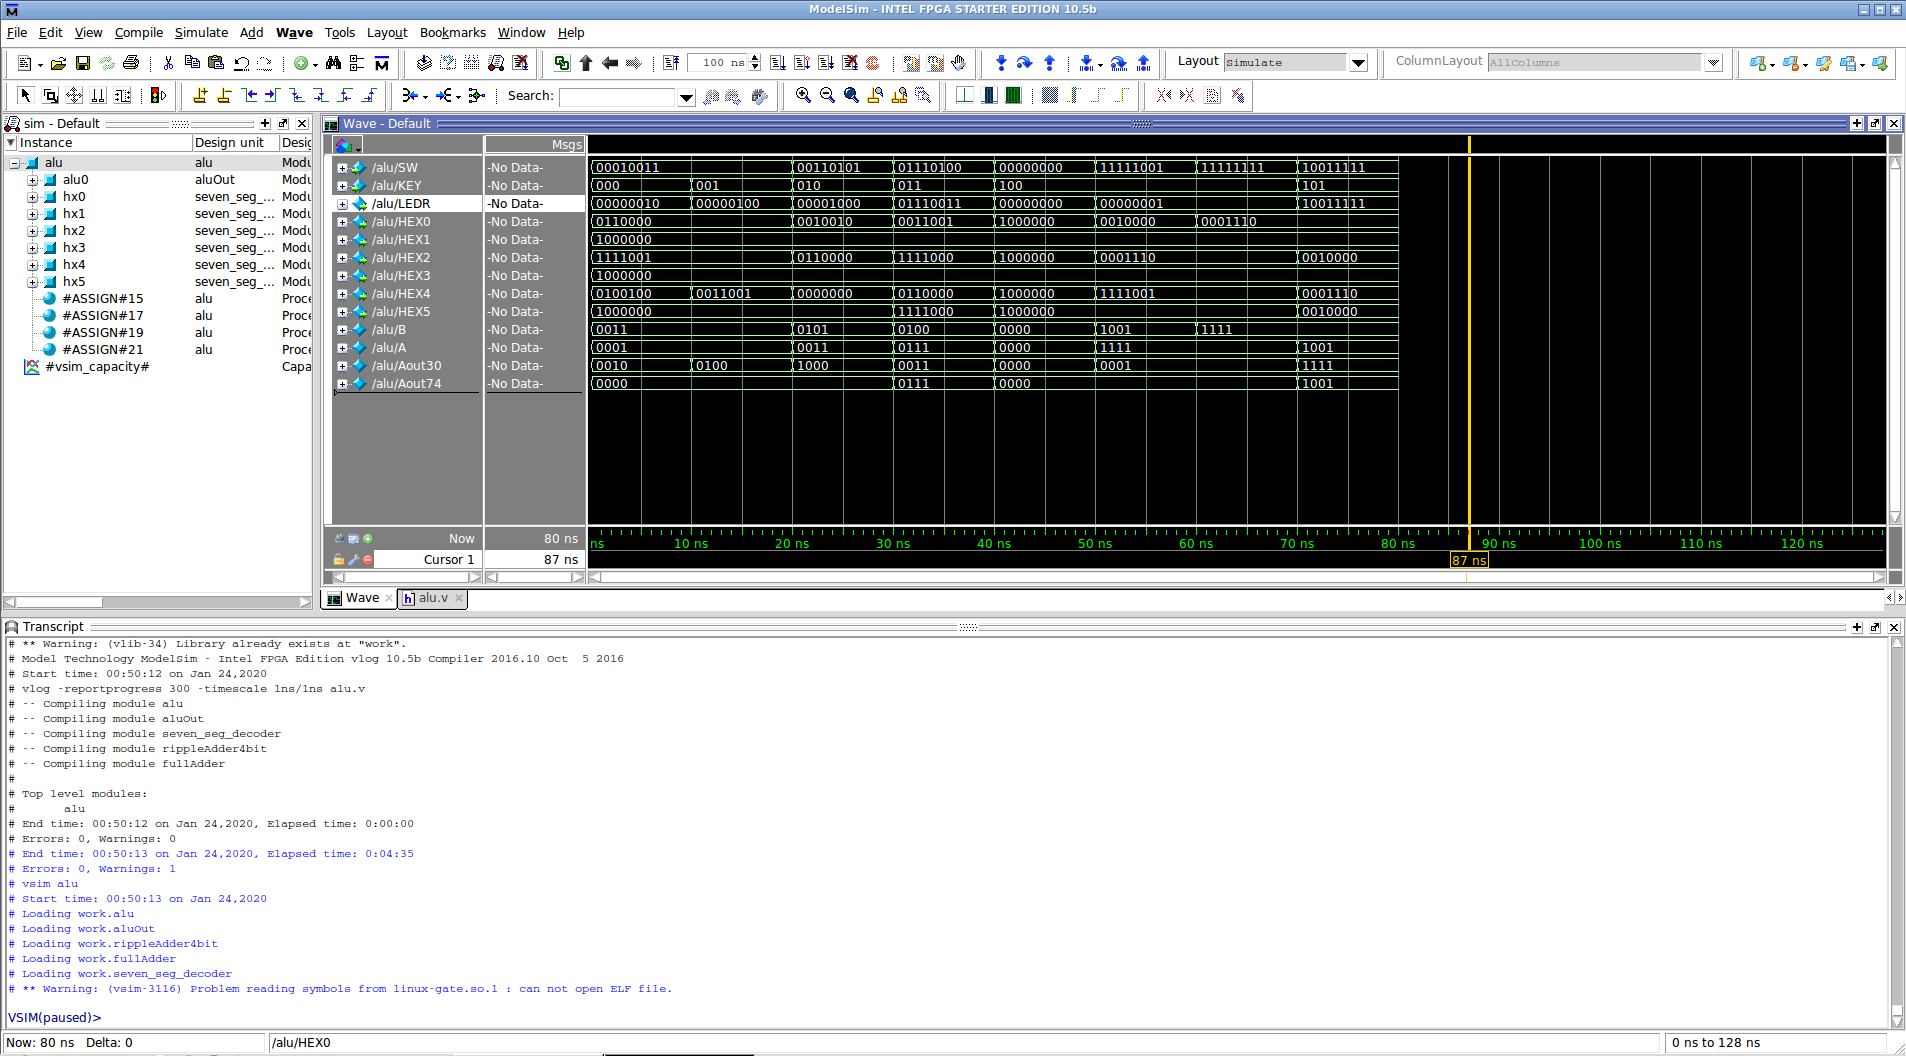 ModelSim - INTEL FPGA STARTER EDITION 10.5b
File Edit View Compile Simulate Add Wave Tools Layout Bookmarks Window Help
100 ns Layout Simulate ColumnLayout AllColumns
Search:
sim - Default
Instance Design unit Desig
alu alu Modu
alu0 aluOut Modu
hx0 seven_seg_... Modu
hx1 seven_seg_... Modu
hx2 seven_seg_... Modu
hx3 seven_seg_... Modu
hx4 seven_seg_... Modu
hx5 seven_seg_... Modu
#ASSIGN#15 alu Proce
#ASSIGN#17 alu Proce
#ASSIGN#19 alu Proce
#ASSIGN#21 alu Proce
#vsim_capacity# Capa
Wave - Default
Msgs
/alu/SW -No Data- 00010011 00110101 01110100 00000000 11111001 11111111 10011111
/alu/KEY -No Data- 000 001 010 011 100 101
/alu/LEDR -No Data- 00000010 00000100 00001000 01110011 00000000 00000001 10011111
/alu/HEX0 -No Data- 0110000 0010010 0011001 1000000 0010000 0001110
/alu/HEX1 -No Data- 1000000
/alu/HEX2 -No Data- 1111001 0110000 1111000 1000000 0001110 0010000
/alu/HEX3 -No Data- 1000000
/alu/HEX4 -No Data- 0100100 0011001 0000000 0110000 1000000 1111001 0001110
/alu/HEX5 -No Data- 1000000 1111000 1000000 0010000
/alu/B -No Data- 0011 0101 0100 0000 1001 1111
/alu/A -No Data- 0001 0011 0111 0000 1111 1001
/alu/Aout30 -No Data- 0010 0100 1000 0011 0000 0001 1111
/alu/Aout74 -No Data- 0000 0111 0000 1001
Now 80 ns ns 10 ns 20 ns 30 ns 40 ns 50 ns 60 ns 70 ns 80 ns 90 ns 100 ns 110 ns 120 ns
Cursor 1 87 ns 87 ns
Wave alu.v
Transcript
# ** Warning: (vlib-34) Library already exists at "work".
# Model Technology ModelSim - Intel FPGA Edition vlog 10.5b Compiler 2016.10 Oct  5 2016
# Start time: 00:50:12 on Jan 24,2020
# vlog -reportprogress 300 -timescale 1ns/1ns alu.v
# -- Compiling module alu
# -- Compiling module aluOut
# -- Compiling module seven_seg_decoder
# -- Compiling module rippleAdder4bit
# -- Compiling module fullAdder
#
# Top level modules:
#       alu
# End time: 00:50:12 on Jan 24,2020, Elapsed time: 0:00:00
# Errors: 0, Warnings: 0
# End time: 00:50:13 on Jan 24,2020, Elapsed time: 0:04:35
# Errors: 0, Warnings: 1
# vsim alu
# Start time: 00:50:13 on Jan 24,2020
# Loading work.alu
# Loading work.aluOut
# Loading work.rippleAdder4bit
# Loading work.fullAdder
# Loading work.seven_seg_decoder
# ** Warning: (vsim-3116) Problem reading symbols from linux-gate.so.1 : can not open ELF file.
VSIM(paused)>
Now: 80 ns Delta: 0 /alu/HEX0 0 ns to 128 ns